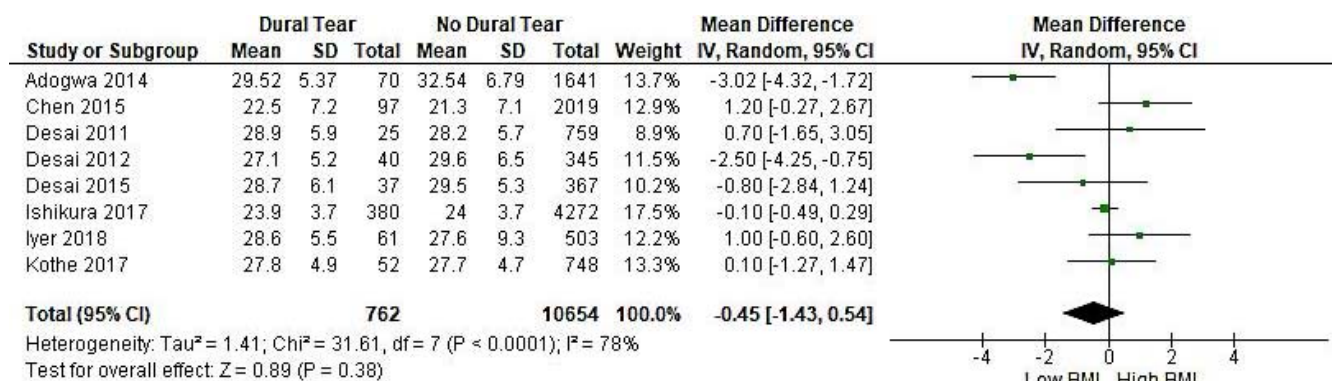 Dural Tear No Dural Tear Mean Difference Mean Difference
Study or Subgroup Mean SD Total Mean SD Total Weight IV, Random, 95% CI IV, Random, 95% CI
Adogwa 2014 29.52 5.37 70 32.54 6.79 1641 13.7% -3.02 [-4.32, -1.72]
Chen 2015 22.5 7.2 97 21.3 7.1 2019 12.9% 1.20 [-0.27, 2.67]
Desai 2011 28.9 5.9 25 28.2 5.7 759 8.9% 0.70 [-1.65, 3.05]
Desai 2012 27.1 5.2 40 29.6 6.5 345 11.5% -2.50 [-4.25, -0.75]
Desai 2015 28.7 6.1 37 29.5 5.3 367 10.2% -0.80 [-2.84, 1.24]
Ishikura 2017 23.9 3.7 380 24 3.7 4272 17.5% -0.10 [-0.49, 0.29]
Iyer 2018 28.6 5.5 61 27.6 9.3 503 12.2% 1.00 [-0.60, 2.60]
Kothe 2017 27.8 4.9 52 27.7 4.7 748 13.3% 0.10 [-1.27, 1.47]
Total (95% CI) 762 10654 100.0% -0.45 [-1.43, 0.54]
Heterogeneity: Tau² = 1.41; Chi² = 31.61, df = 7 (P < 0.0001); I² = 78%
-4 -2 0 2 4
Test for overall effect: Z = 0.89 (P = 0.38)
Low BMI High BMI